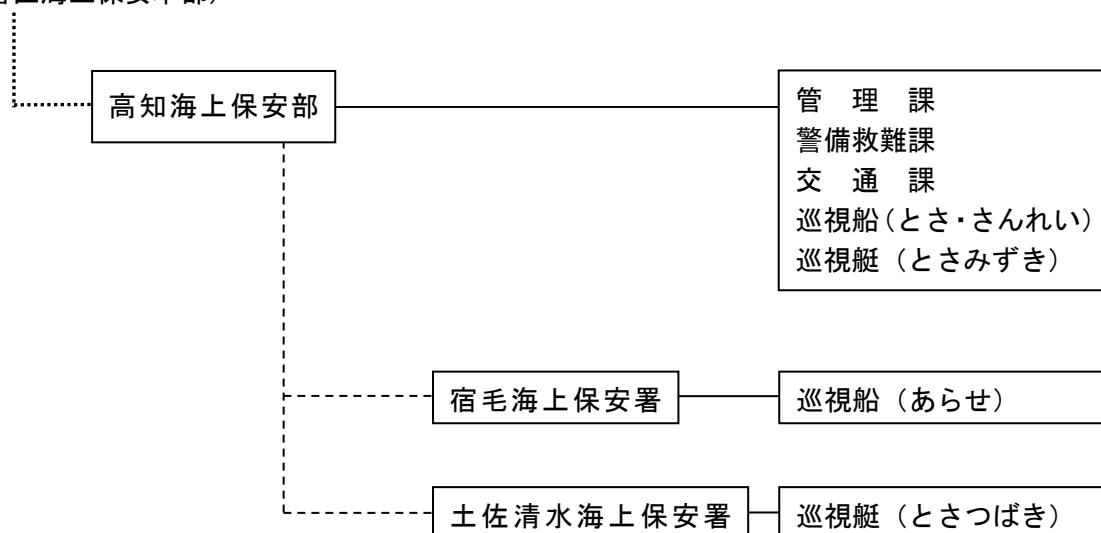 高知海上保安部
管　理　課
警備救難課
交　通　課
巡視船（とさ・さんれい）
巡視艇（とさみずき）
宿毛海上保安署
巡視船（あらせ）
土佐清水海上保安署
巡視艇（とさつばき）